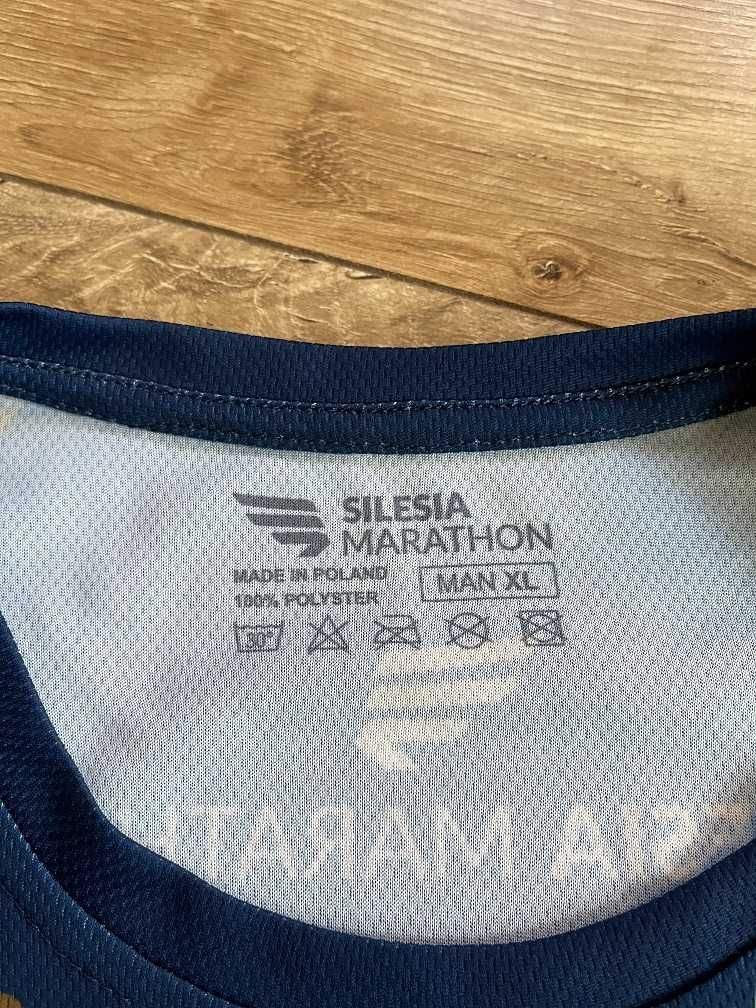 SILESIA
MARATHON
MADE IN POLAND
MAN XL
100% POLYSTER
30°